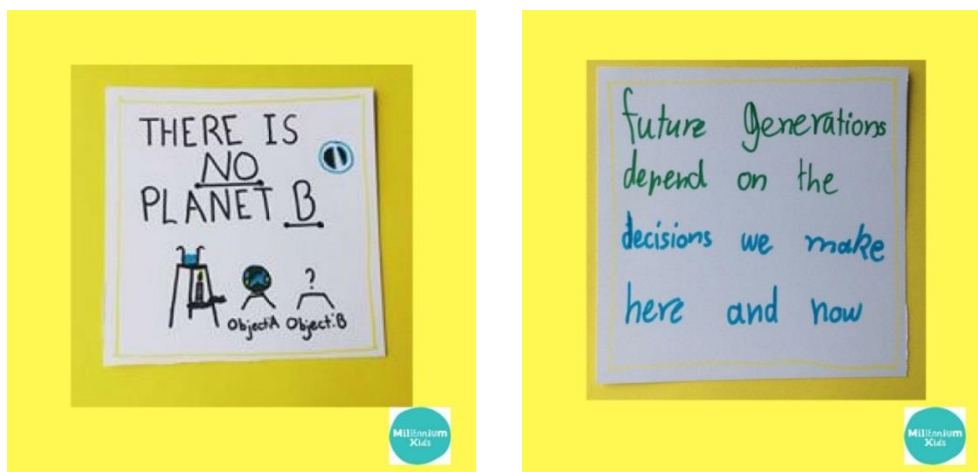 THERE IS
NO
PLANET B
?
Object:A Object:B
Millennium
Kids
future generations
depend on the
decisions we make
here and now
Millennium
Kids